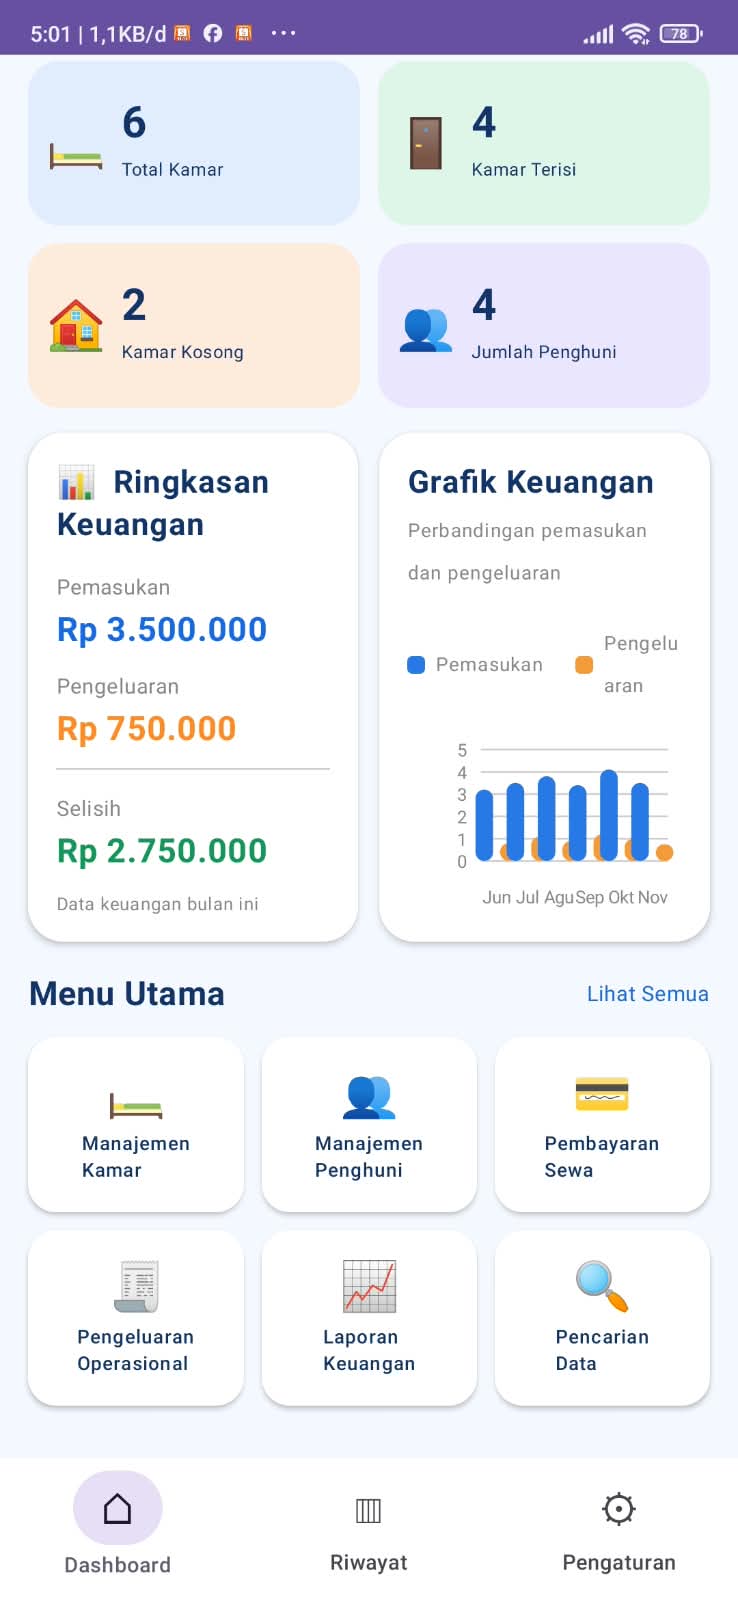 5:01 | 1,1KB/d
78
6
Total Kamar
4
Kamar Terisi
2
Kamar Kosong
4
Jumlah Penghuni
Ringkasan
Keuangan
Pemasukan
Rp 3.500.000
Pengeluaran
Rp 750.000
Selisih
Rp 2.750.000
Data keuangan bulan ini
Grafik Keuangan
Perbandingan pemasukan
dan pengeluaran
Pemasukan
Pengelu
aran
5
4
3
2
1
0
Jun Jul Agu Sep Okt Nov
Menu Utama
Lihat Semua
Manajemen
Kamar
Manajemen
Penghuni
Pembayaran
Sewa
Pengeluaran
Operasional
Laporan
Keuangan
Pencarian
Data
Dashboard
Riwayat
Pengaturan